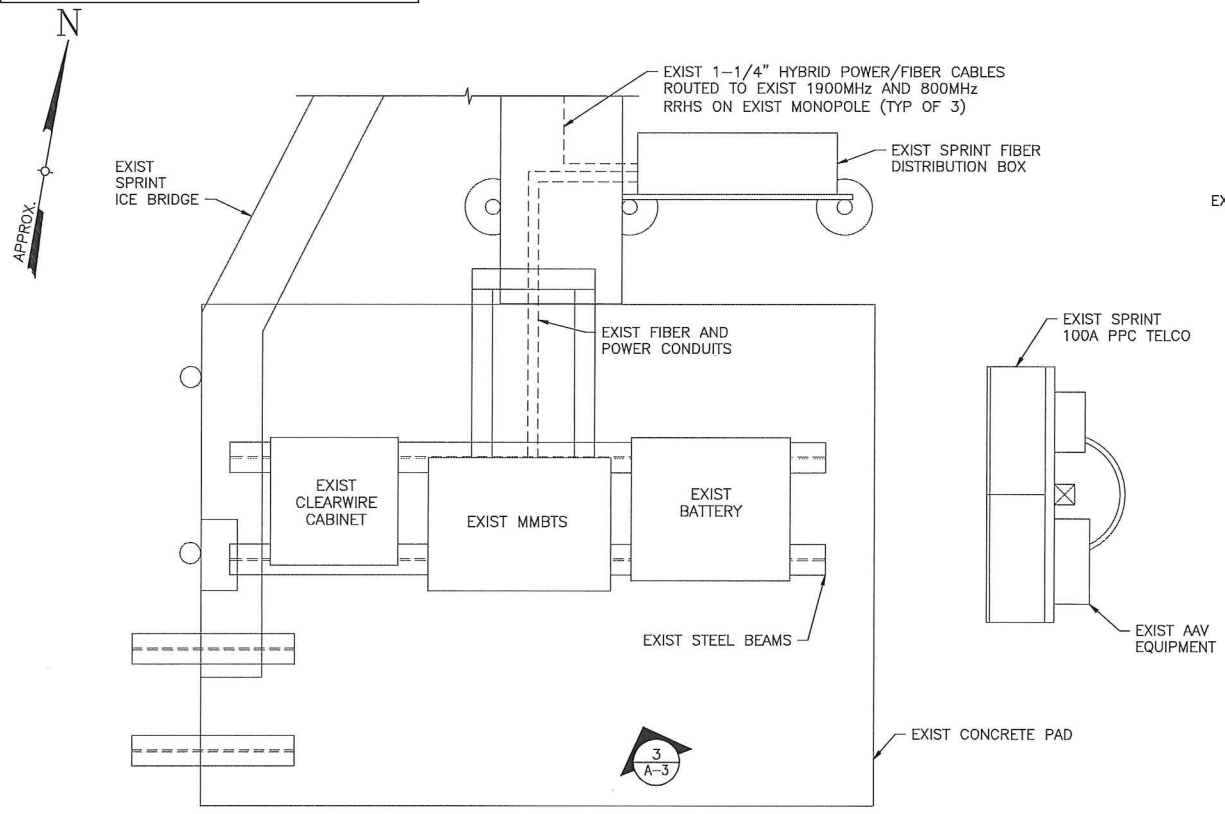 N
APPROX.
EXIST 1-1/4" HYBRID POWER/FIBER CABLES
ROUTED TO EXIST 1900MHz AND 800MHz
RRHS ON EXIST MONOPOLE (TYP OF 3)
EXIST SPRINT FIBER
DISTRIBUTION BOX
EXIST
SPRINT
ICE BRIDGE
EXIST FIBER AND
POWER CONDUITS
EXIST SPRINT
100A PPC TELCO
EXIST
CLEARWIRE
CABINET
EXIST MMBTS
EXIST
BATTERY
EXIST STEEL BEAMS
EXIST AAV
EQUIPMENT
EXIST CONCRETE PAD
3
A-3